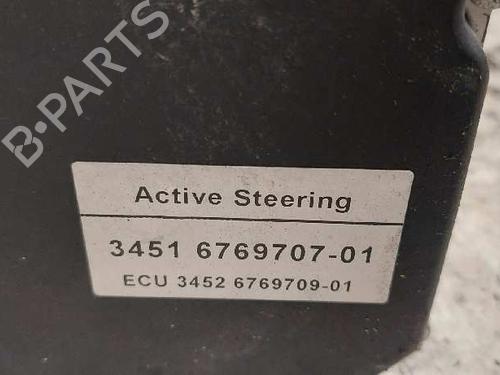 B-PARTS
Active Steering
3451 6769707-01
ECU 3452 6769709-01